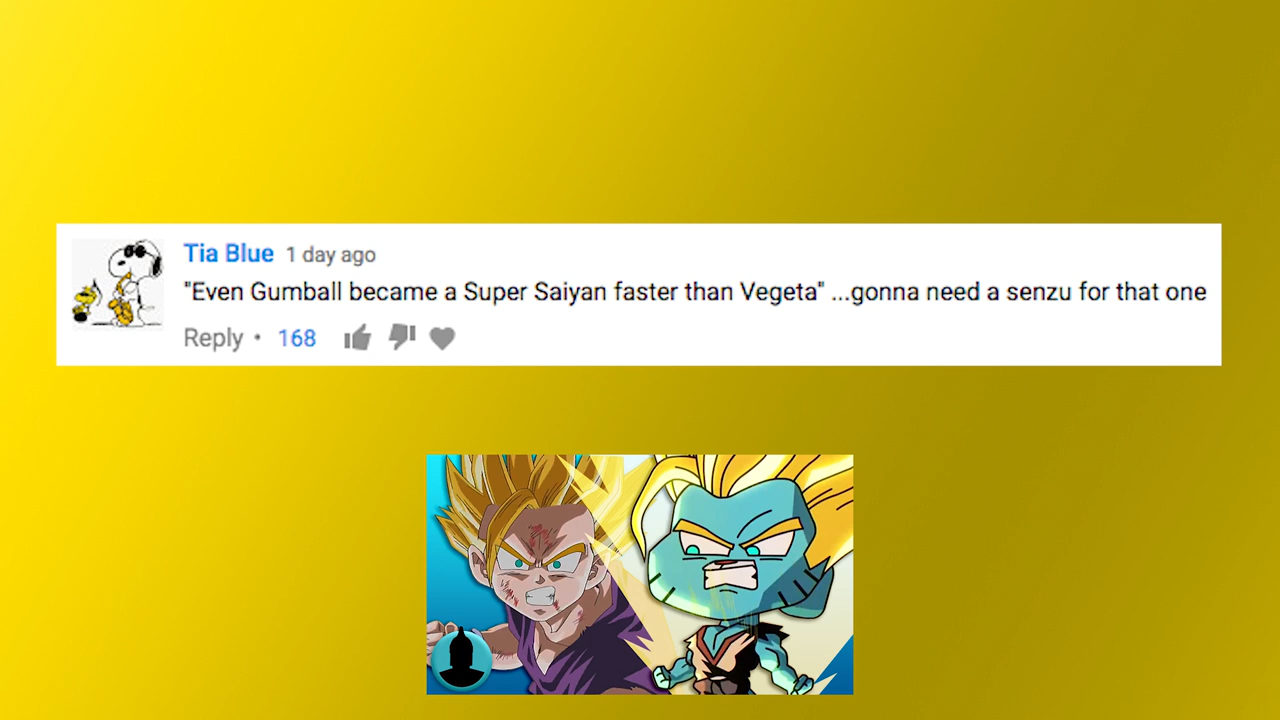 Tia Blue 1 day ago
"Even Gumball became a Super Saiyan faster than Vegeta" ...gonna need a senzu for that one
Reply • 168